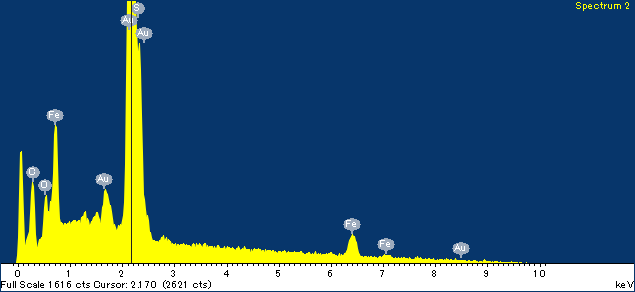 Spectrum 2
S
Au
Au
Fe
O
O
Au
Fe
Fe
Au
0 1 2 3 4 5 6 7 8 9 10
Full Scale 1616 cts Cursor: 2.170 (2621 cts) keV